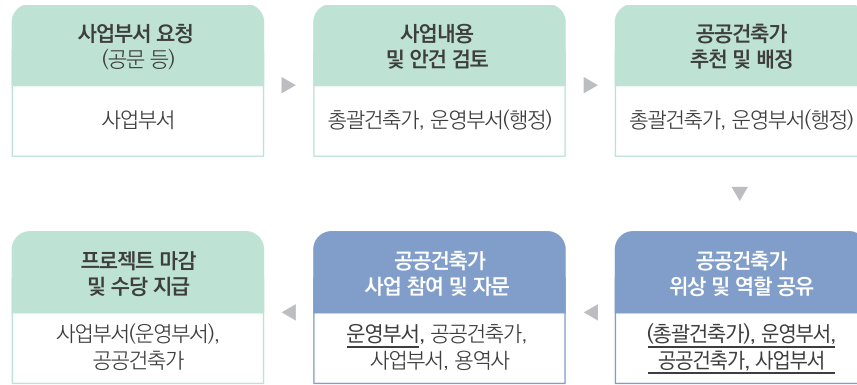 사업부서 요청
(공문 등)
사업부서
사업내용
및 안건 검토
총괄건축가, 운영부서(행정)
공공건축가
추천 및 배정
총괄건축가, 운영부서(행정)
공공건축가
위상 및 역할 공유
(총괄건축가), 운영부서,
공공건축가, 사업부서
공공건축가
사업 참여 및 자문
운영부서, 공공건축가,
사업부서, 용역사
프로젝트 마감
및 수당 지급
사업부서(운영부서),
공공건축가